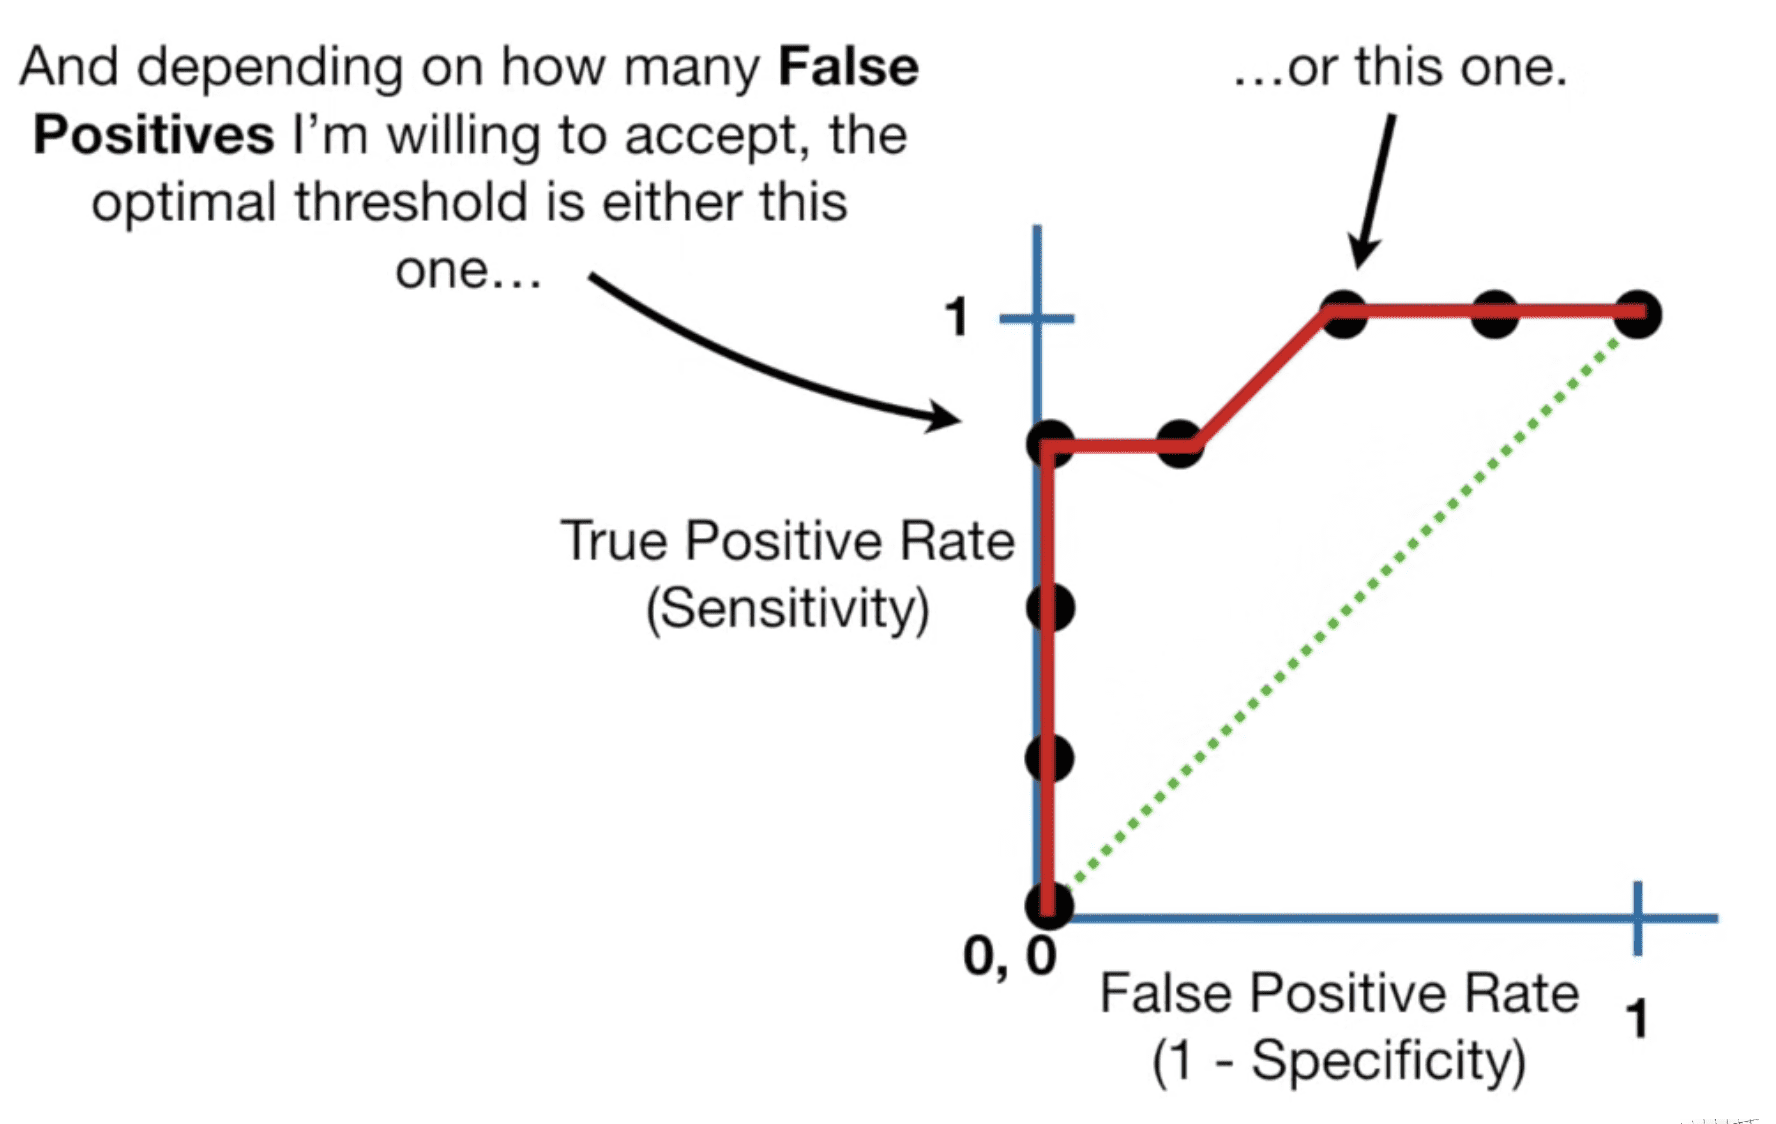 And depending on how many False
Positives I'm willing to accept, the
optimal threshold is either this
one…
…or this one.
1
True Positive Rate
(Sensitivity)
0, 0
False Positive Rate
(1 - Specificity)
1